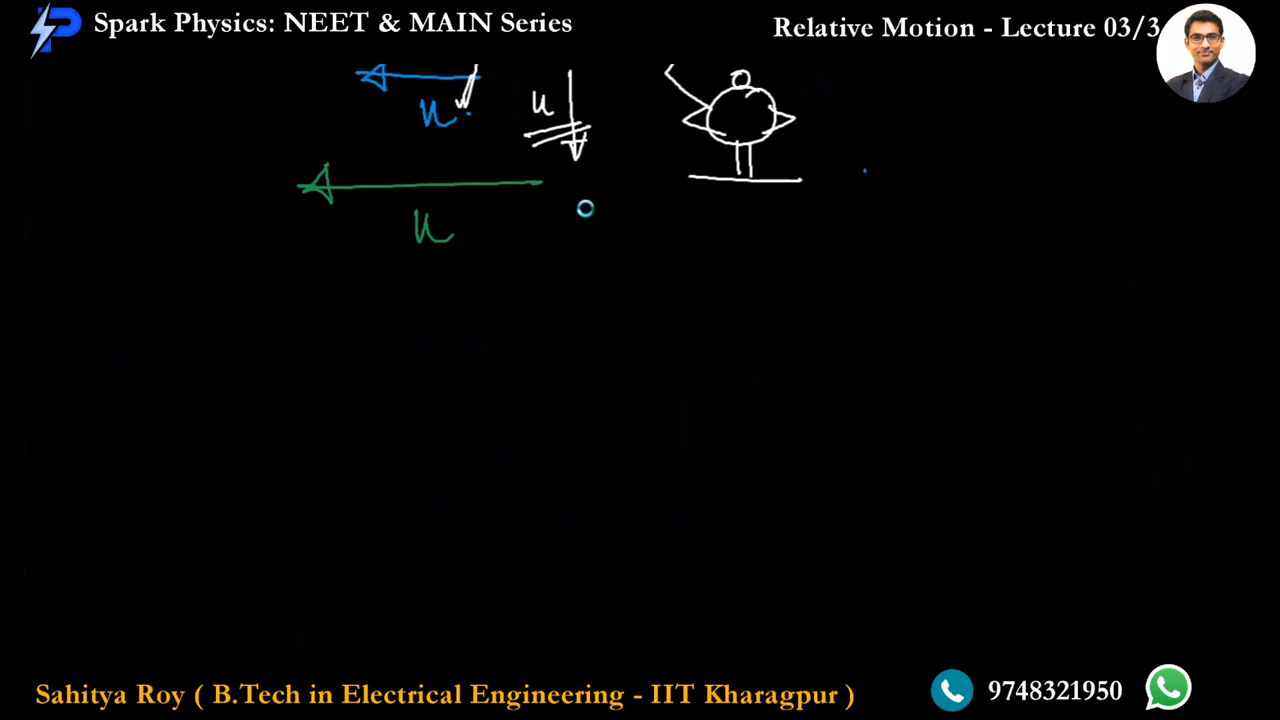 Spark Physics: NEET & MAIN Series
Relative Motion - Lecture 03/3
u
u
u
Sahitya Roy ( B.Tech in Electrical Engineering - IIT Kharagpur )
9748321950